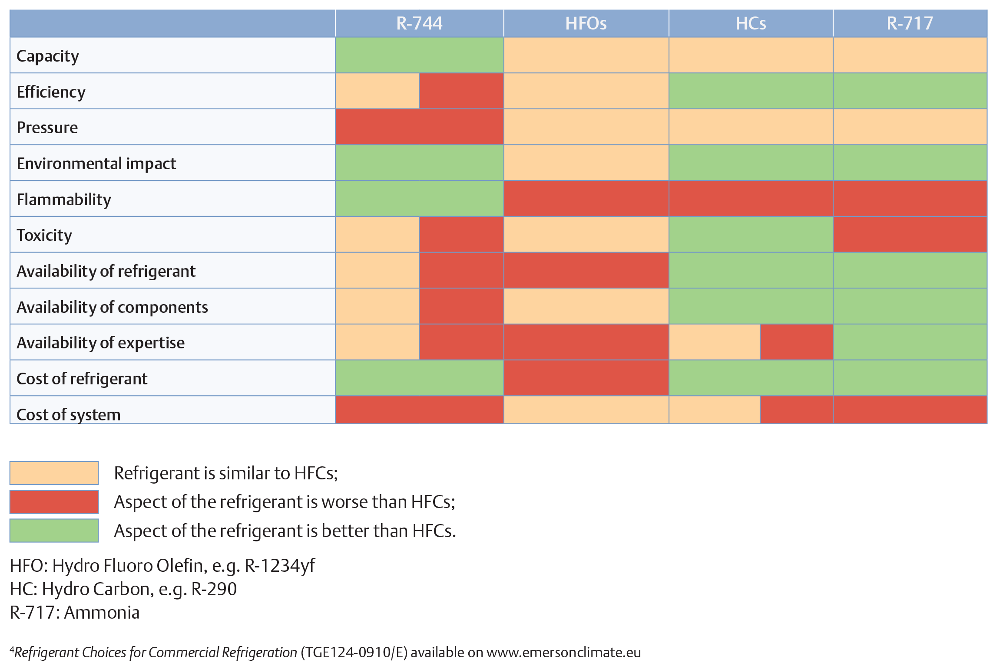 R-744 HFOs HCs R-717
Capacity
Efficiency
Pressure
Environmental impact
Flammability
Toxicity
Availability of refrigerant
Availability of components
Availability of expertise
Cost of refrigerant
Cost of system
Refrigerant is similar to HFCs;
Aspect of the refrigerant is worse than HFCs;
Aspect of the refrigerant is better than HFCs.
HFO: Hydro Fluoro Olefin, e.g. R-1234yf
HC: Hydro Carbon, e.g. R-290
R-717: Ammonia
⁴Refrigerant Choices for Commercial Refrigeration (TGE124-0910/E) available on www.emersonclimate.eu